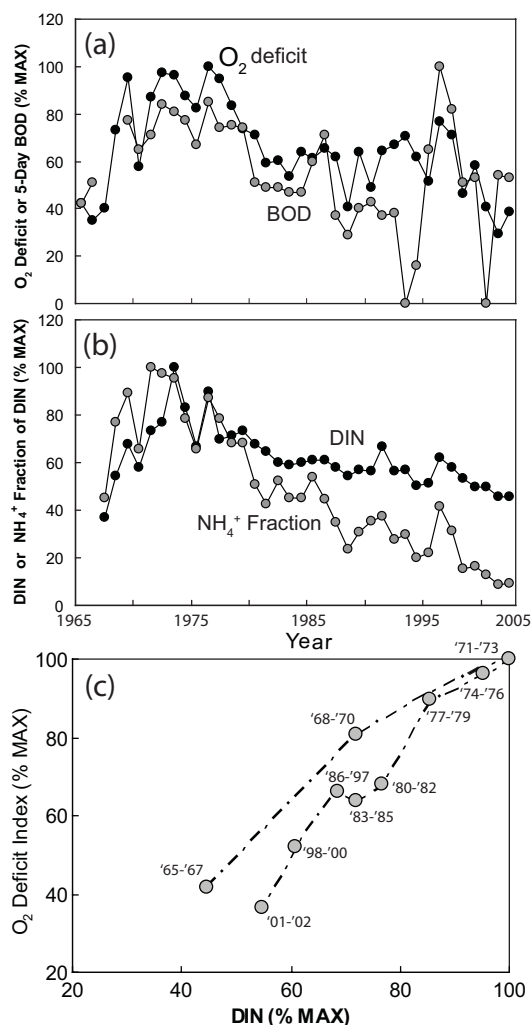 (a)
O2 deficit
BOD
O2 Deficit or 5-Day BOD (% MAX)
120
100
80
60
40
20
0
(b)
DIN
NH4+ Fraction
DIN or NH4+ Fraction of DIN (% MAX)
120
100
80
60
40
20
0
1965 1975 1985 1995 2005
Year
(c)
'71-'73
'74-'76
'77-'79
'68-'70
'86-'97
'80-'82
'83-'85
'98-'00
'65-'67
'01-'02
O2 Deficit Index (% MAX)
100
80
60
40
20
20 40 60 80 100
DIN (% MAX)